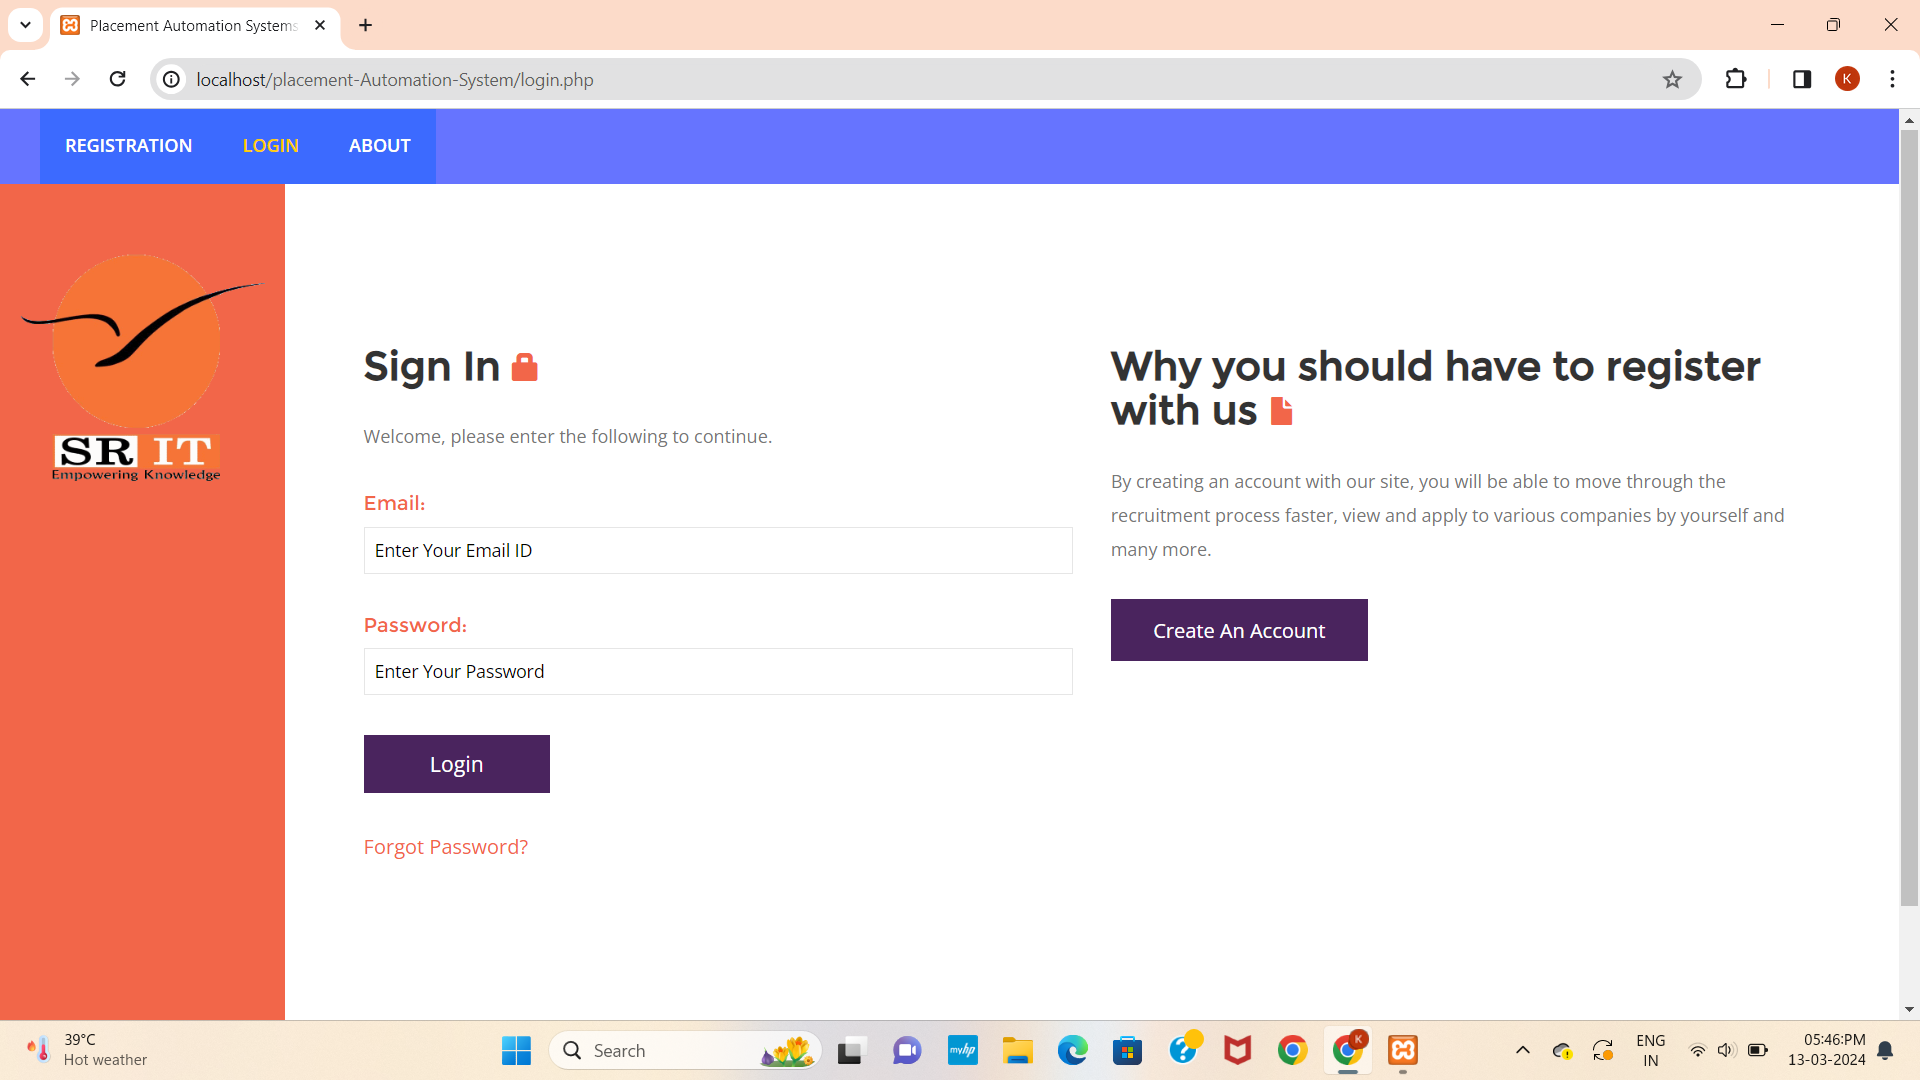 Placement Automation Systems
localhost/placement-Automation-System/login.php
K
REGISTRATION LOGIN ABOUT
SR IT
Empowering Knowledge
Sign In
Welcome, please enter the following to continue.
Email:
Enter Your Email ID
Password:
Enter Your Password
Login
Forgot Password?
Why you should have to register
with us
By creating an account with our site, you will be able to move through the
recruitment process faster, view and apply to various companies by yourself and
many more.
Create An Account
39°C
Hot weather
Search
myhp
K
ENG
IN
05:46:PM
13-03-2024